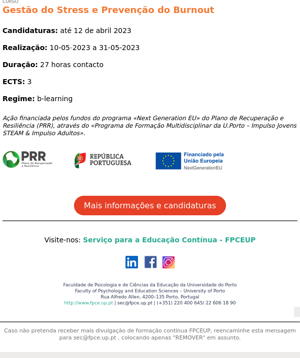 CURSO
Gestão do Stress e Prevenção do Burnout
Candidaturas: até 12 de abril 2023
Realização: 10-05-2023 a 31-05-2023
Duração: 27 horas contacto
ECTS: 3
Regime: b-learning
Ação financiada pelos fundos do programa «Next Generation EU» do Plano de Recuperação e
Resiliência (PRR), através do «Programa de Formação Multidisciplinar da U.Porto – Impulso Jovens
STEAM & Impulso Adultos».
PRR
Plano de Recuperação
e Resiliência
REPÚBLICA
PORTUGUESA
Financiado pela
União Europeia
NextGenerationEU
Mais informações e candidaturas
Visite-nos: Serviço para a Educação Contínua - FPCEUP
Faculdade de Psicologia e de Ciências da Educação da Universidade do Porto
Faculty of Psychology and Education Sciences – University of Porto
Rua Alfredo Allen, 4200-135 Porto, Portugal
http://www.fpce.up.pt | sec@fpce.up.pt | (+351) 220 400 645/ 22 606 18 90
Caso não pretenda receber mais divulgação de formação contínua FPCEUP, reencaminhe esta mensagem
para sec@fpce.up.pt , colocando apenas "REMOVER" em assunto.